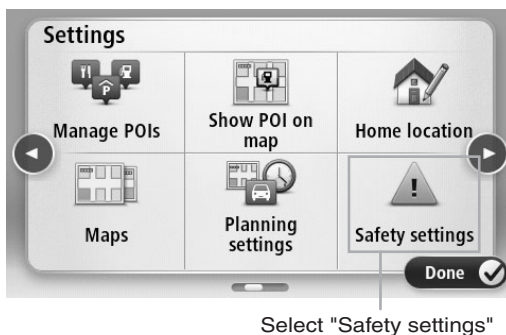 Settings
Manage POIs
Show POI on
map
Home location
Maps
Planning
settings
Safety settings
Done
Select "Safety settings"